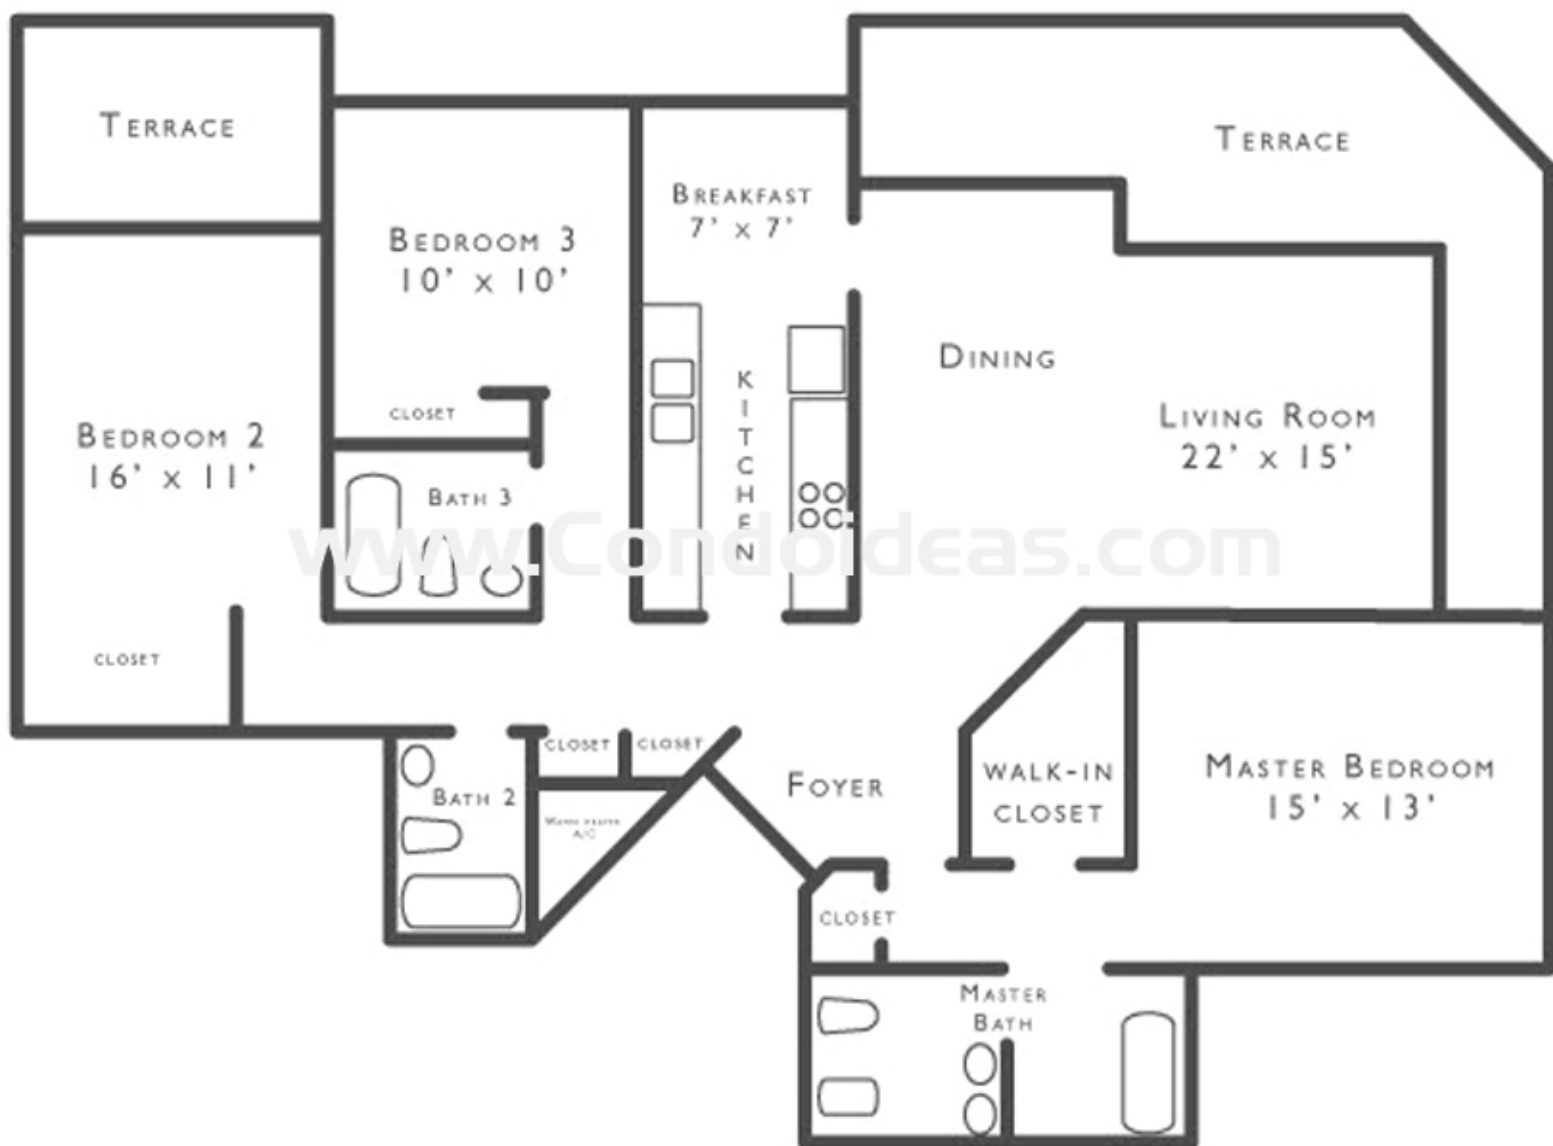 TERRACE
TERRACE
BREAKFAST
7' x 7'
BEDROOM 3
10' x 10'
DINING
KITCHEN
CLOSET
LIVING ROOM
22' x 15'
BEDROOM 2
16' x 11'
BATH 3
www.Condoideas.com
CLOSET
CLOSET
CLOSET
FOYER
WALK-IN
CLOSET
MASTER BEDROOM
15' x 13'
BATH 2
WATER HEATER
A/C
CLOSET
MASTER
BATH